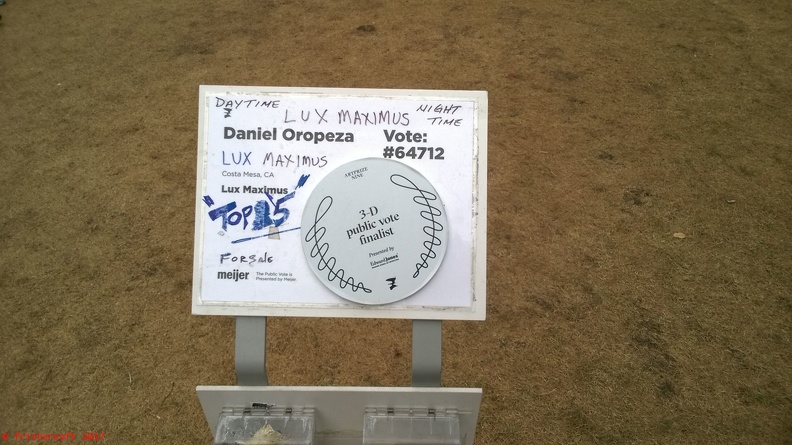 DAYTIME
LUX MAXIMUS
NIGHT
TIME
Daniel Oropeza
Vote:
#64712
LUX MAXIMUS
Costa Mesa, CA
Lux Maximus
"TOP 15"
For sale
meijer
The Public Vote is
Presented by Meijer.
ARTPRIZE
NINE
3-D
public vote
finalist
Presented by
Edward Jones